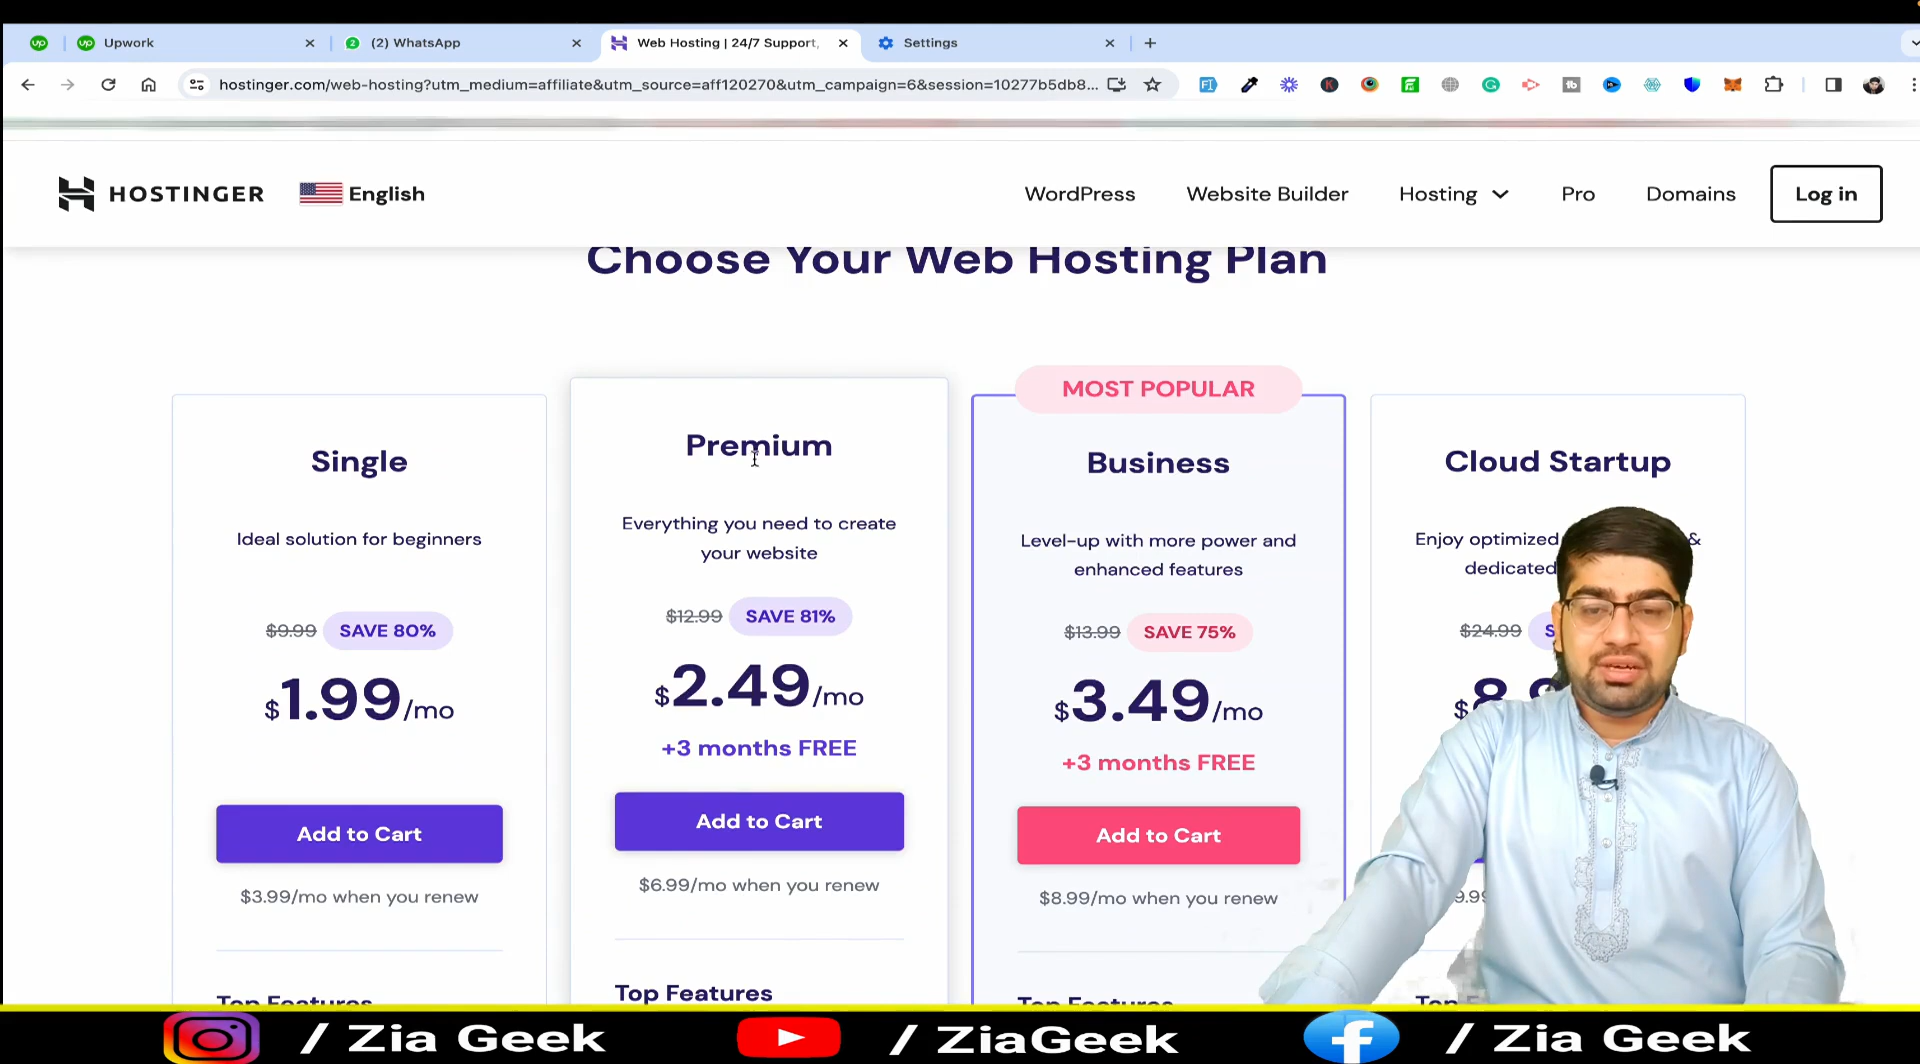 Upwork
(2) WhatsApp
Web Hosting | 24/7 Support,
Settings
hostinger.com/web-hosting?utm_medium=affiliate&utm_source=aff120270&utm_campaign=6&session=10277b5db8...
HOSTINGER
English
WordPress
Website Builder
Hosting
Pro
Domains
Log in
Choose Your Web Hosting Plan
Single
Ideal solution for beginners
$9.99 SAVE 80%
$1.99/mo
Add to Cart
$3.99/mo when you renew
Top Features
Premium
Everything you need to create
your website
$12.99 SAVE 81%
$2.49/mo
+3 months FREE
Add to Cart
$6.99/mo when you renew
Top Features
MOST POPULAR
Business
Level-up with more power and
enhanced features
$13.99 SAVE 75%
$3.49/mo
+3 months FREE
Add to Cart
$8.99/mo when you renew
Top Features
Cloud Startup
Enjoy optimized &
dedicated
$24.99
/ Zia Geek
/ ZiaGeek
/ Zia Geek